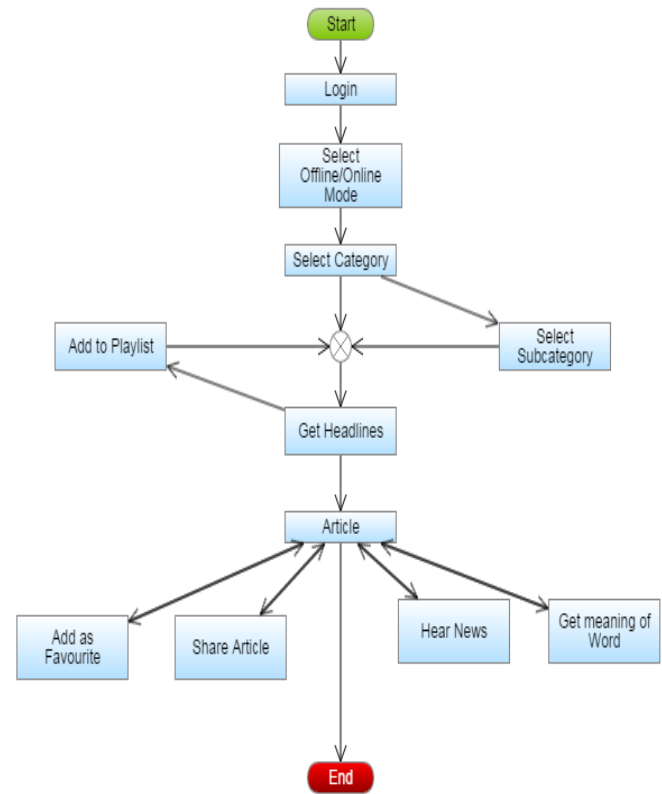 Start
Login
Select
Offline/Online
Mode
Select Category
Add to Playlist
Select
Subcategory
Get Headlines
Article
Add as
Favourite
Share Article
Hear News
Get meaning of
Word
End